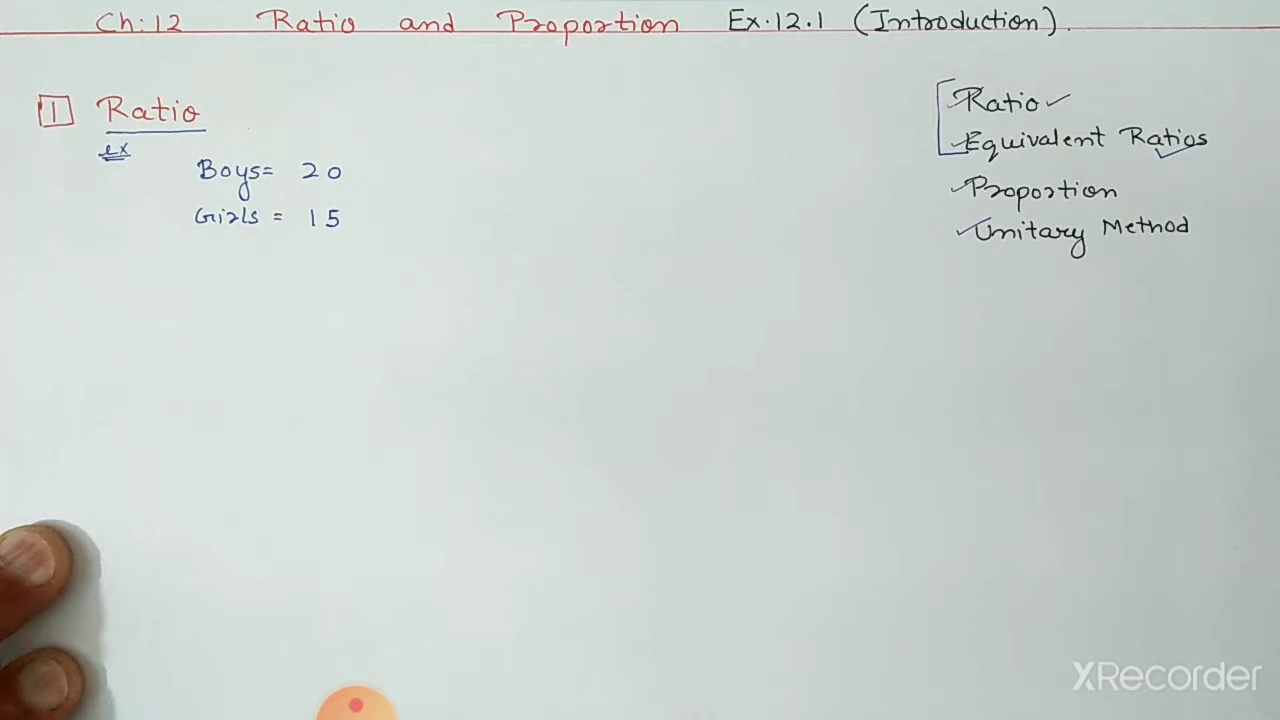 Ch:12 Ratio and Proportion Ex.12.1 (Introduction).
1 Ratio
ex
Boys= 20
Girls = 15
Ratio
Equivalent Ratios
Proportion
Unitary Method
XRecorder